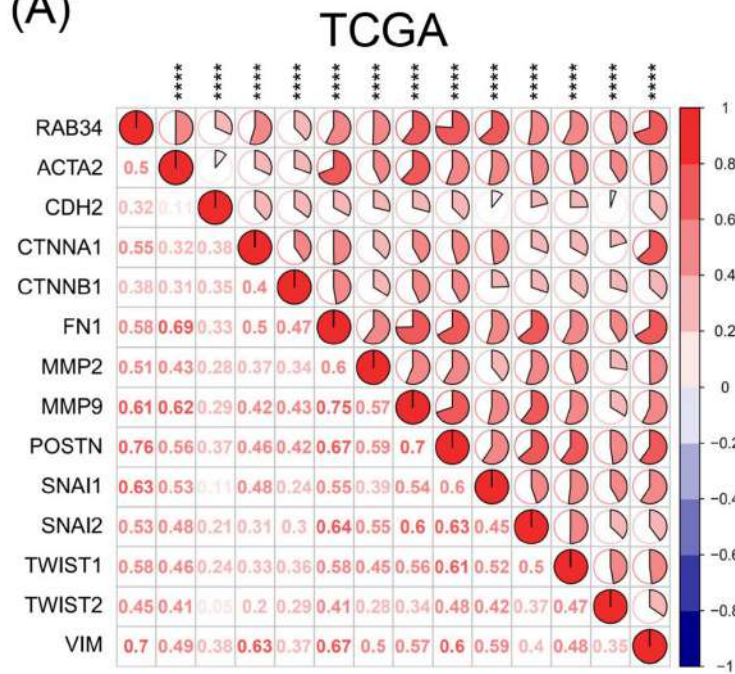 (A)
TCGA
**** **** **** **** **** **** **** **** **** **** **** **** ****
RAB34
ACTA2 0.5
CDH2 0.32 0.11
CTNNA1 0.55 0.32 0.38
CTNNB1 0.38 0.31 0.35 0.4
FN1 0.58 0.69 0.33 0.5 0.47
MMP2 0.51 0.43 0.28 0.37 0.34 0.6
MMP9 0.61 0.62 0.29 0.42 0.43 0.75 0.57
POSTN 0.76 0.56 0.37 0.46 0.42 0.67 0.59 0.7
SNAI1 0.63 0.53 0.11 0.48 0.24 0.55 0.39 0.54 0.6
SNAI2 0.53 0.48 0.21 0.31 0.3 0.64 0.55 0.6 0.63 0.45
TWIST1 0.58 0.46 0.24 0.33 0.36 0.58 0.45 0.56 0.61 0.52 0.5
TWIST2 0.45 0.41 0.05 0.2 0.29 0.41 0.28 0.34 0.48 0.42 0.37 0.47
VIM 0.7 0.49 0.38 0.63 0.37 0.67 0.5 0.57 0.6 0.59 0.4 0.48 0.35
1
0.8
0.6
0.4
0.2
0
−0.2
−0.4
−0.6
−0.8
−1